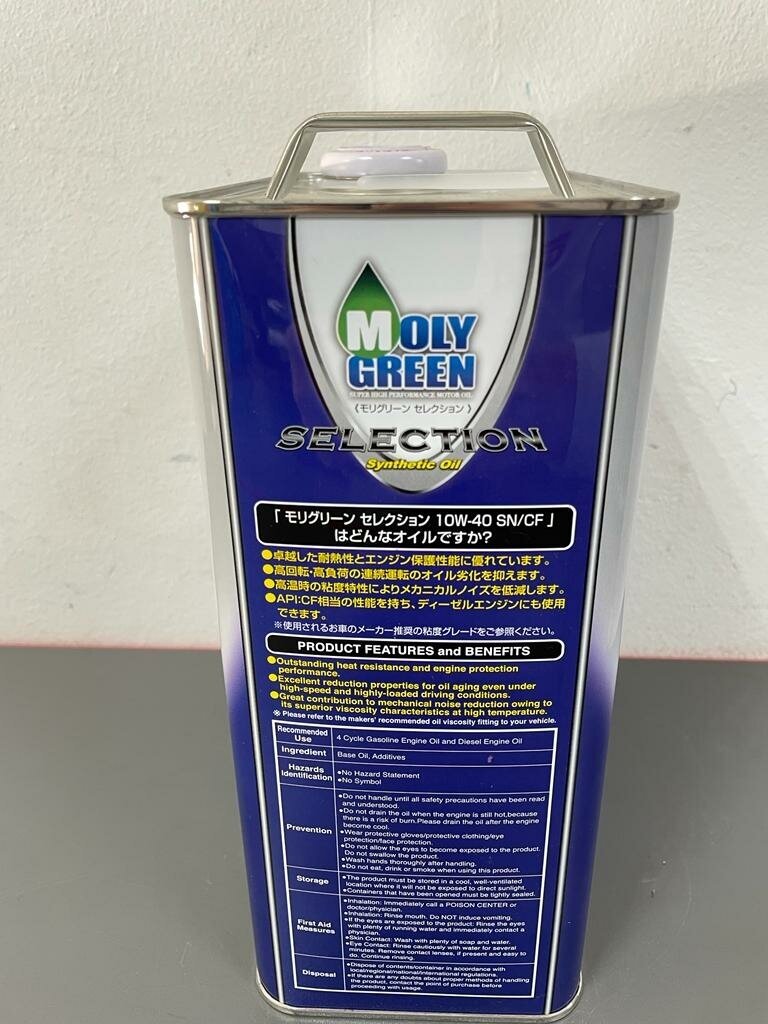 MOLY
GREEN
SUPER HIGH PERFORMANCE MOTOR OIL
〈モリグリーン セレクション〉
SELECTION
Synthetic Oil
「モリグリーン セレクション 10W-40 SN/CF」
はどんなオイルですか?
●卓越した耐熱性とエンジン保護性能に優れています。
●高回転・高負荷の連続運転のオイル劣化を抑えます。
●高温時の粘度特性によりメカニカルノイズを低減します。
●API:CF相当の性能を持ち、ディーゼルエンジンにも使用
できます。
※使用されるお車のメーカー推奨の粘度グレードをご参照ください。
PRODUCT FEATURES and BENEFITS
●Outstanding heat resistance and engine protection
performance.
●Excellent reduction properties for oil aging even under
high-speed and highly-loaded driving conditions.
●Great contribution to mechanical noise reduction owing to
its superior viscosity characteristics at high temperature.
※ Please refer to the makers' recommended oil viscosity fitting to your vehicle.
Recommended
Use
4 Cycle Gasoline Engine Oil and Diesel Engine Oil
Ingredient
Base Oil, Additives
Hazards
Identification
●No Hazard Statement
●No Symbol
Prevention
●Do not handle until all safety precautions have been read
and understood.
●Do not drain the oil when the engine is still hot,because
there is a risk of burn.Please drain the oil after the engine
become cool.
●Wear protective gloves/protective clothing/eye
protection/face protection.
●Do not allow the eyes to become exposed to the product.
Do not swallow the product.
●Wash hands thoroughly after handling.
●Do not eat, drink or smoke when using this product.
Storage
●The product must be stored in a cool, well-ventilated
location where it will not be exposed to direct sunlight.
●Containers that have been opened must be tightly sealed.
First Aid
Measures
●Inhalation: Immediately call a POISON CENTER or
doctor/physician.
●Inhalation: Rinse mouth. Do NOT induce vomiting.
●If the eyes are exposed to the product: Rinse the eyes
with plenty of running water and immediately contact a
physician.
●Skin Contact: Wash with plenty of soap and water.
●Eye Contact: Rinse cautiously with water for several
minutes. Remove contact lenses, if present and easy to
do. Continue rinsing.
Disposal
●Dispose of contents/container in accordance with
local/regional/national/international regulations.
●If there are any doubts about proper methods of handling
the product, contact the point of purchase before
proceeding with usage.